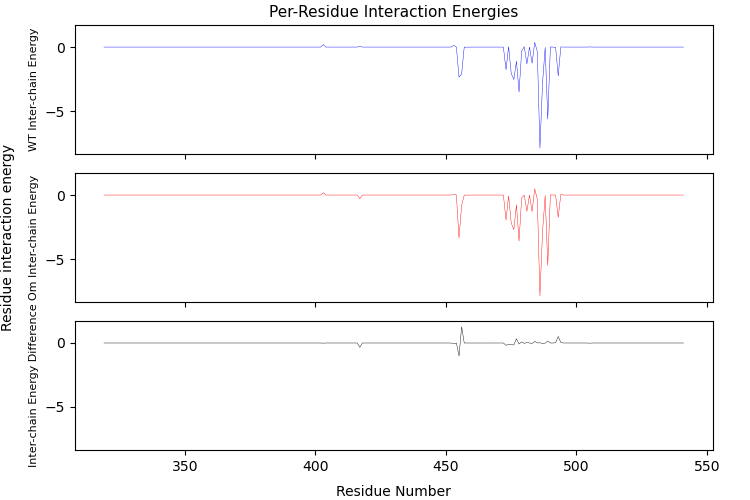 Per-Residue Interaction Energies
Residue interaction energy
WT Inter-chain Energy
0
−5
Om Inter-chain Energy
0
−5
Inter-chain Energy Difference
0
−5
350
400
450
500
550
Residue Number